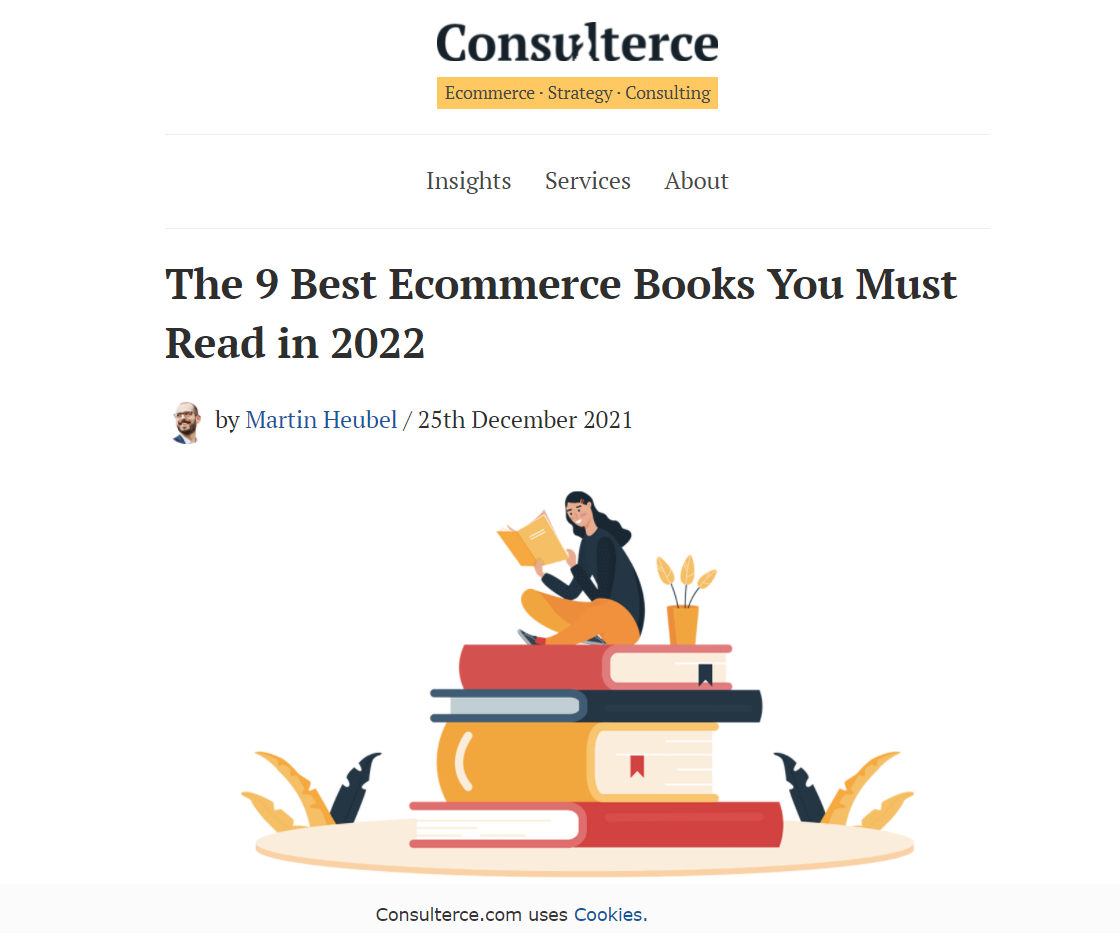 Consulterce
Ecommerce · Strategy · Consulting
Insights Services About
The 9 Best Ecommerce Books You Must
Read in 2022
by Martin Heubel / 25th December 2021
Consulterce.com uses Cookies.